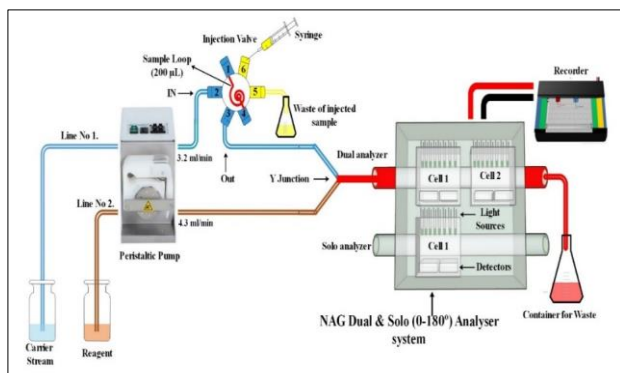 Injection Valve
Syringe
Sample Loop
(200 µL)
1
6
IN
2
5
3
4
Waste of injected
sample
Recorder
Line No 1.
3.2 ml/min
Out
Y Junction
Dual analyzer
Cell 1
Cell 2
Line No 2.
4.3 ml/min
Peristaltic Pump
Light
Sources
Solo analyzer
Cell 1
Detectors
Carrier
Stream
Reagent
NAG Dual & Solo (0-180°) Analyser
system
Container for Waste